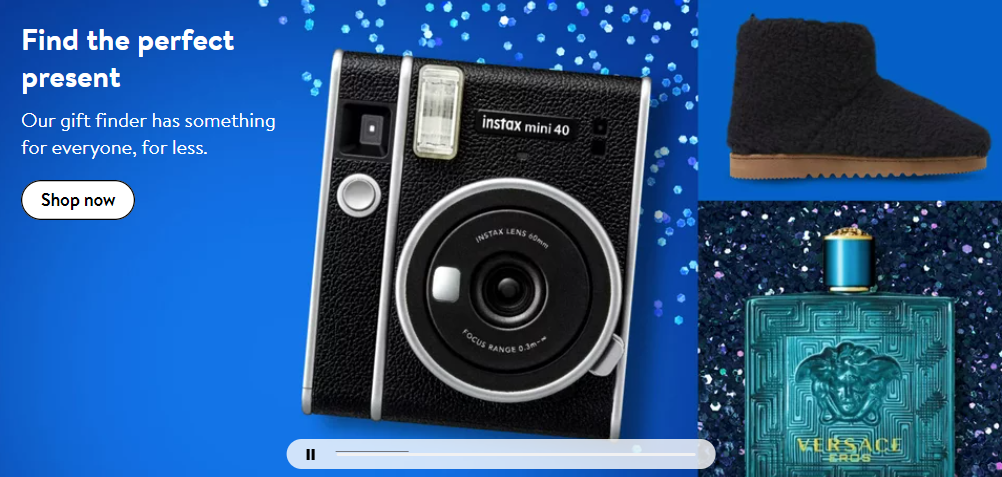 Find the perfect
present
Our gift finder has something
for everyone, for less.
Shop now
instax mini 40
INSTAX LENS 60mm
FOCUS RANGE 0.3m-∞
VERSACE
EROS